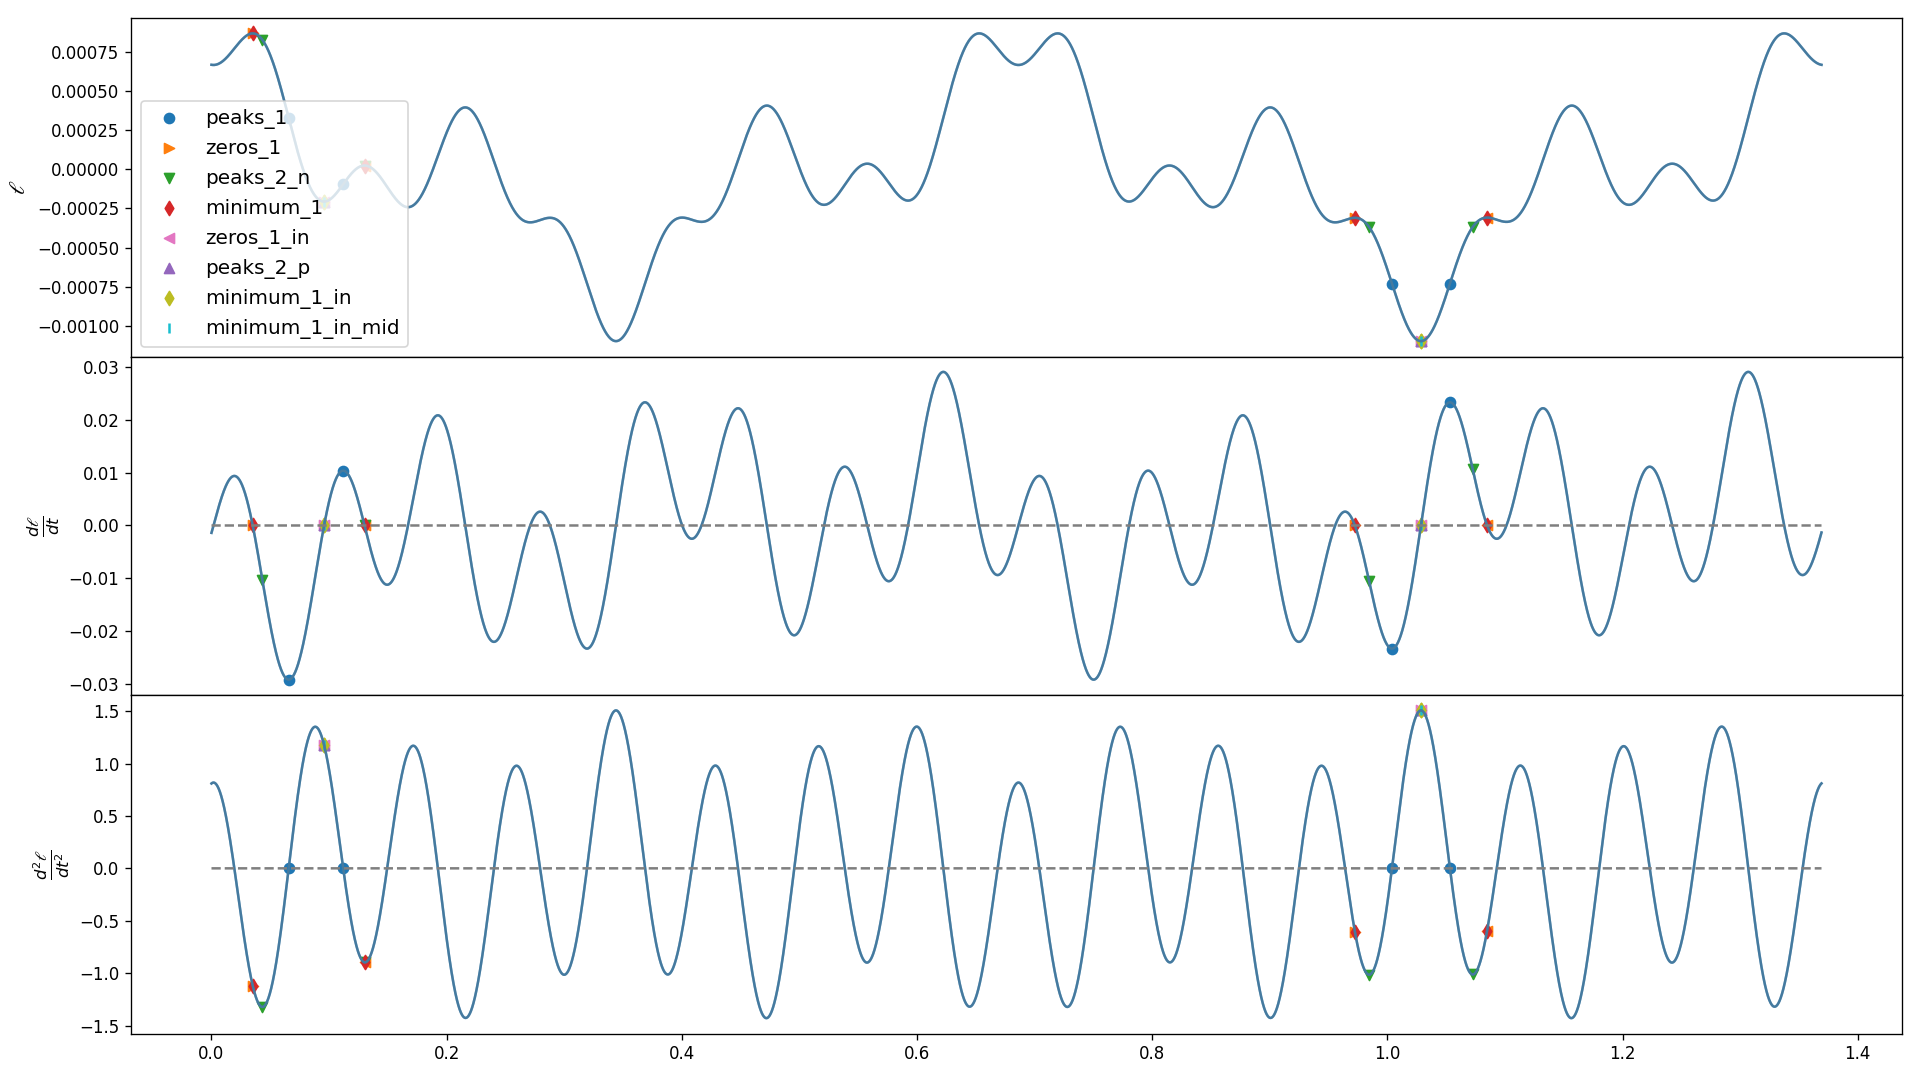 ℓ
0.00075
0.00050
0.00025
0.00000
−0.00025
−0.00050
−0.00075
−0.00100
peaks_1
zeros_1
peaks_2_n
minimum_1
zeros_1_in
peaks_2_p
minimum_1_in
minimum_1_in_mid
dℓ/dt
0.03
0.02
0.01
0.00
−0.01
−0.02
−0.03
d²ℓ/dt²
1.5
1.0
0.5
0.0
−0.5
−1.0
−1.5
0.0 0.2 0.4 0.6 0.8 1.0 1.2 1.4